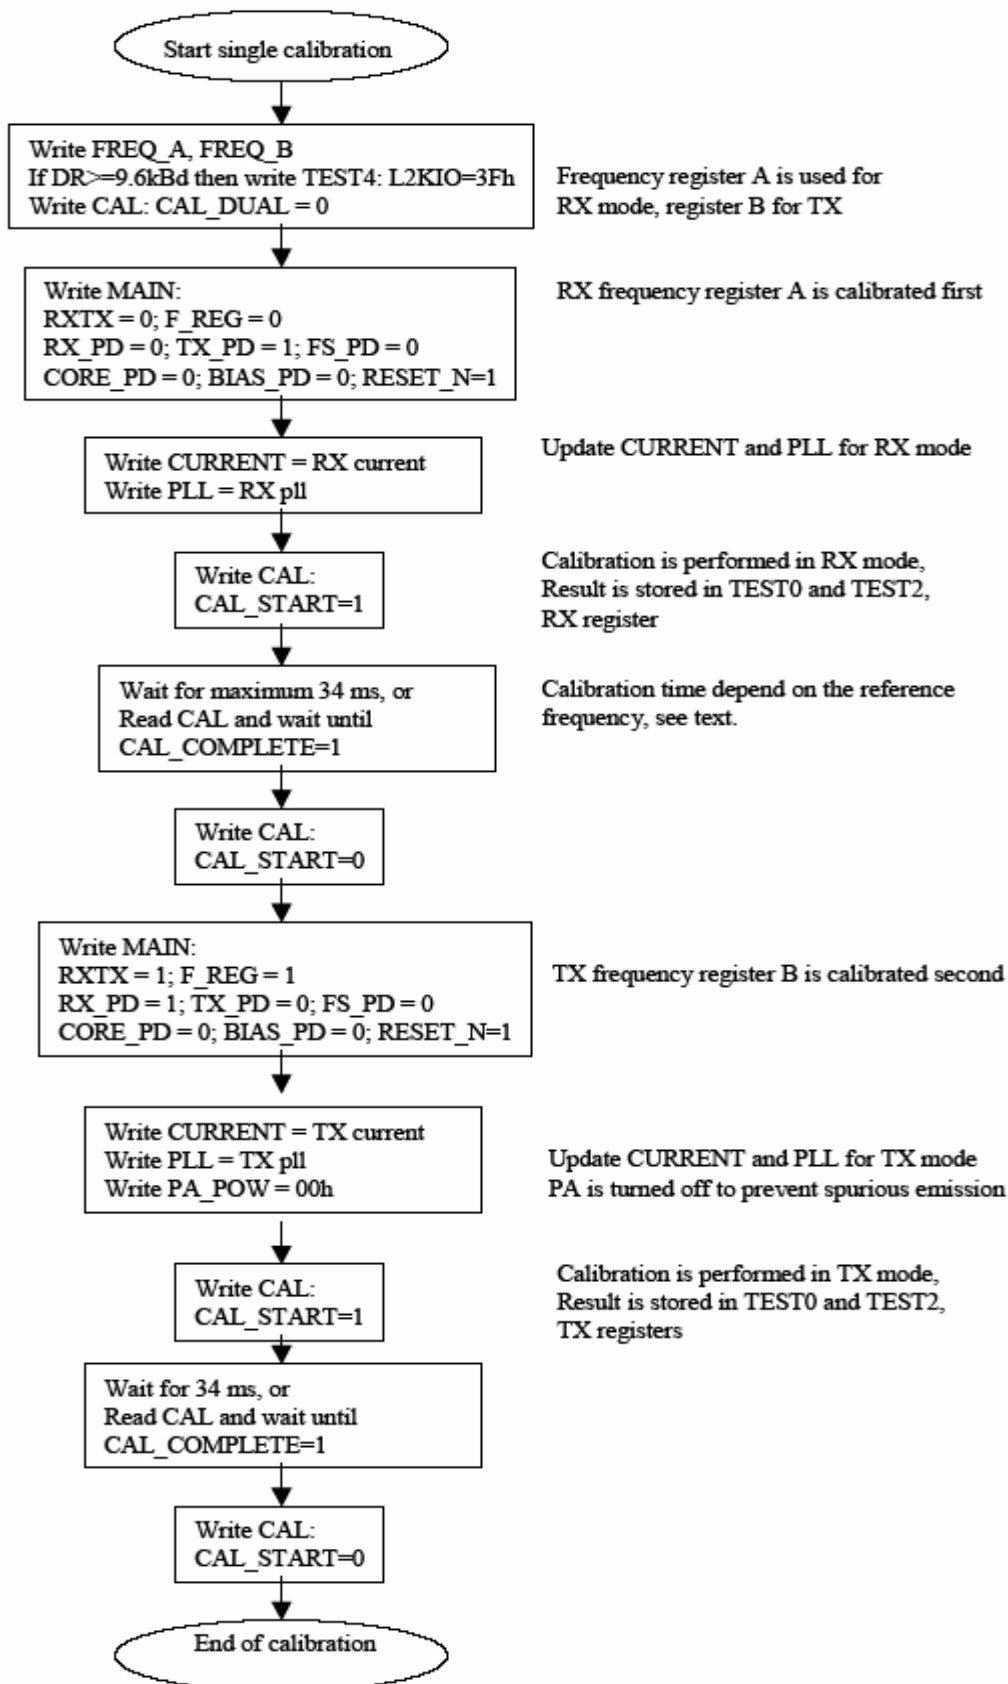 Start single calibration
Write FREQ_A, FREQ_B
If DR>=9.6kBd then write TEST4: L2KIO=3Fh
Write CAL: CAL_DUAL = 0
Frequency register A is used for
RX mode, register B for TX
Write MAIN:
RXTX = 0; F_REG = 0
RX_PD = 0; TX_PD = 1; FS_PD = 0
CORE_PD = 0; BIAS_PD = 0; RESET_N=1
RX frequency register A is calibrated first
Write CURRENT = RX current
Write PLL = RX pll
Update CURRENT and PLL for RX mode
Write CAL:
CAL_START=1
Calibration is performed in RX mode,
Result is stored in TEST0 and TEST2,
RX register
Wait for maximum 34 ms, or
Read CAL and wait until
CAL_COMPLETE=1
Calibration time depend on the reference
frequency, see text.
Write CAL:
CAL_START=0
Write MAIN:
RXTX = 1; F_REG = 1
RX_PD = 1; TX_PD = 0; FS_PD = 0
CORE_PD = 0; BIAS_PD = 0; RESET_N=1
TX frequency register B is calibrated second
Write CURRENT = TX current
Write PLL = TX pll
Write PA_POW = 00h
Update CURRENT and PLL for TX mode
PA is turned off to prevent spurious emission
Write CAL:
CAL_START=1
Calibration is performed in TX mode,
Result is stored in TEST0 and TEST2,
TX registers
Wait for 34 ms, or
Read CAL and wait until
CAL_COMPLETE=1
Write CAL:
CAL_START=0
End of calibration